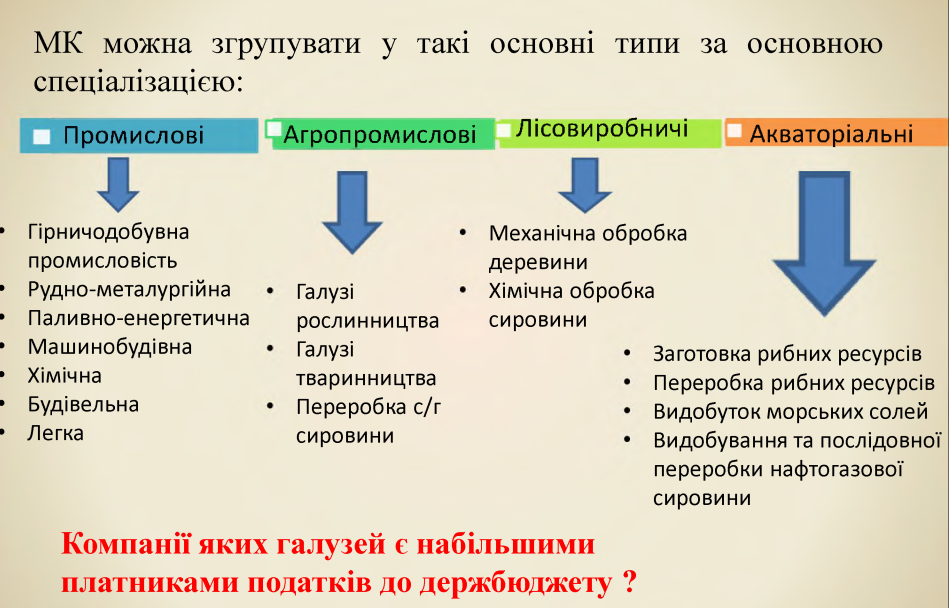 МК можна згрупувати у такі основні типи за основною
спеціалізацією:
Промислові
Агропромислові
Лісовиробничі
Акваторіальні
• Гірничодобувна
промисловість
• Рудно-металургійна
• Паливно-енергетична
• Машинобудівна
• Хімічна
• Будівельна
• Легка
• Галузі
рослинництва
• Галузі
тваринництва
• Переробка с/г
сировини
• Механічна обробка
деревини
• Хімічна обробка
сировини
• Заготовка рибних ресурсів
• Переробка рибних ресурсів
• Видобуток морських солей
• Видобування та послідовної
переробки нафтогазової
сировини
Компанії яких галузей є набільшими
платниками податків до держбюджету ?